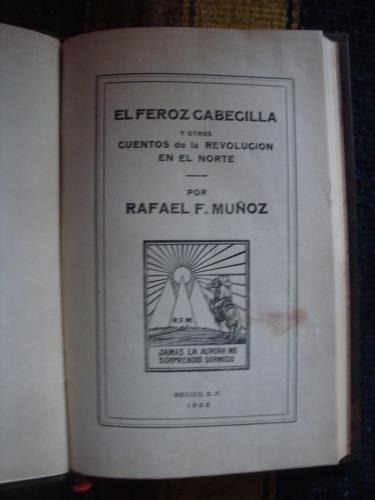 EL FEROZ CABECILLA
Y OTROS
CUENTOS de la REVOLUCION
EN EL NORTE
POR
RAFAEL F. MUÑOZ
R.F.M.
JAMAS LA AURORA ME
SORPRENDIO DORMIDO
MEXICO, D. F.
1928